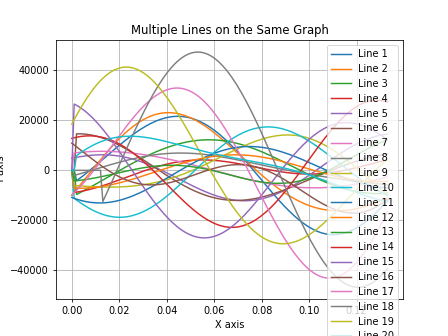 Multiple Lines on the Same Graph
40000
20000
0
−20000
−40000
0.00 0.02 0.04 0.06 0.08 0.10
X axis
Line 1
Line 2
Line 3
Line 4
Line 5
Line 6
Line 7
Line 8
Line 9
Line 10
Line 11
Line 12
Line 13
Line 14
Line 15
Line 16
Line 17
Line 18
Line 19
Line 20